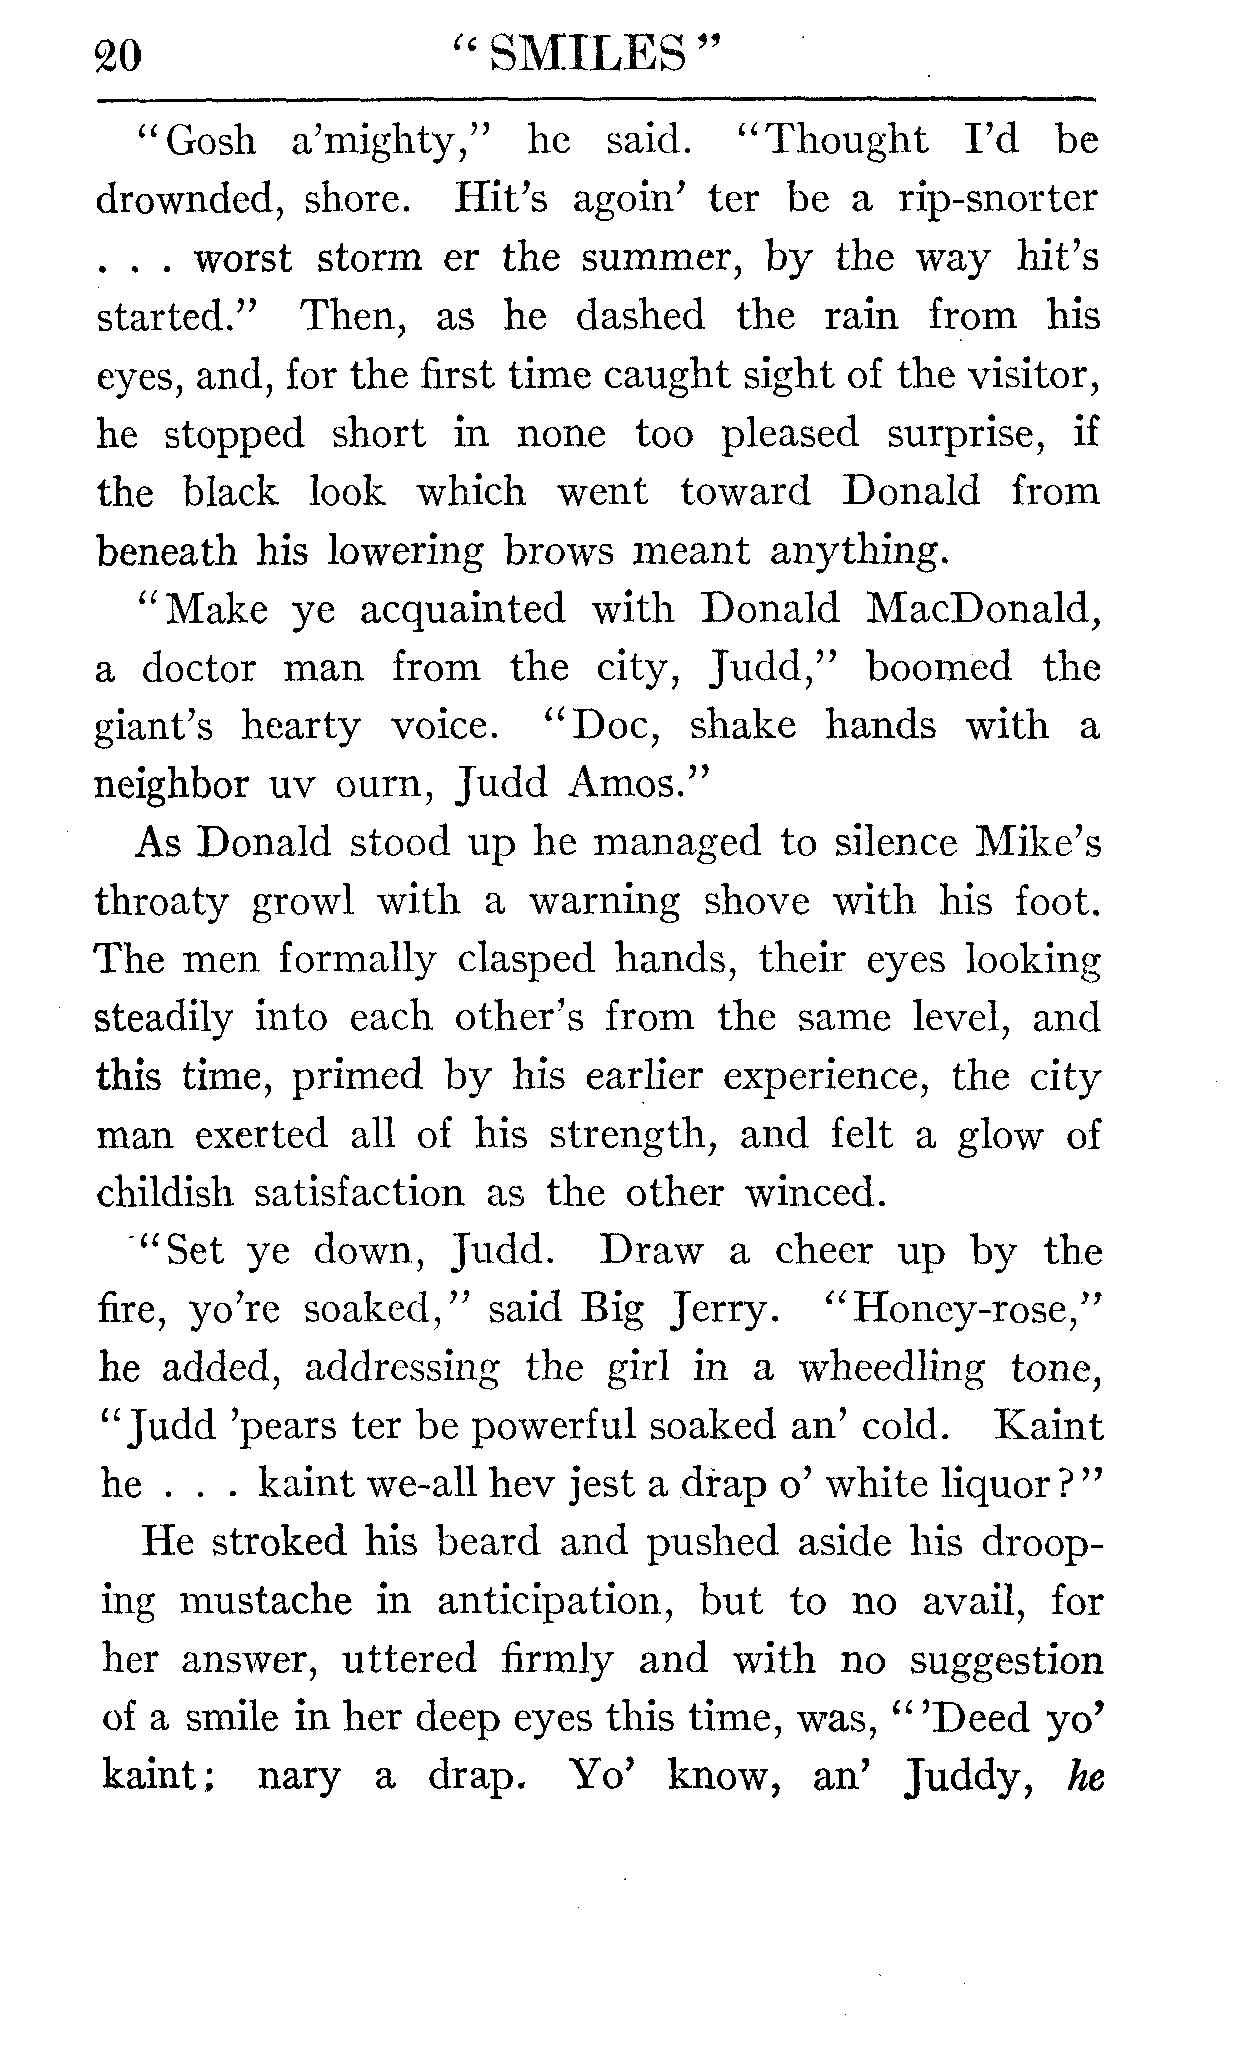 20 " SMILES "
"Gosh a'mighty," he said. "Thought I'd be
drownded, shore. Hit's agoin' ter be a rip-snorter
. . . worst storm er the summer, by the way hit's
started." Then, as he dashed the rain from his
eyes, and, for the first time caught sight of the visitor,
he stopped short in none too pleased surprise, if
the black look which went toward Donald from
beneath his lowering brows meant anything.
"Make ye acquainted with Donald MacDonald,
a doctor man from the city, Judd," boomed the
giant's hearty voice. "Doc, shake hands with a
neighbor uv ourn, Judd Amos."
As Donald stood up he managed to silence Mike's
throaty growl with a warning shove with his foot.
The men formally clasped hands, their eyes looking
steadily into each other's from the same level, and
this time, primed by his earlier experience, the city
man exerted all of his strength, and felt a glow of
childish satisfaction as the other winced.
"Set ye down, Judd. Draw a cheer up by the
fire, yo're soaked," said Big Jerry. "Honey-rose,"
he added, addressing the girl in a wheedling tone,
"Judd 'pears ter be powerful soaked an' cold. Kaint
he . . . kaint we-all hev jest a drap o' white liquor?"
He stroked his beard and pushed aside his droop-
ing mustache in anticipation, but to no avail, for
her answer, uttered firmly and with no suggestion
of a smile in her deep eyes this time, was, "'Deed yo'
kaint; nary a drap. Yo' know, an' Juddy, he